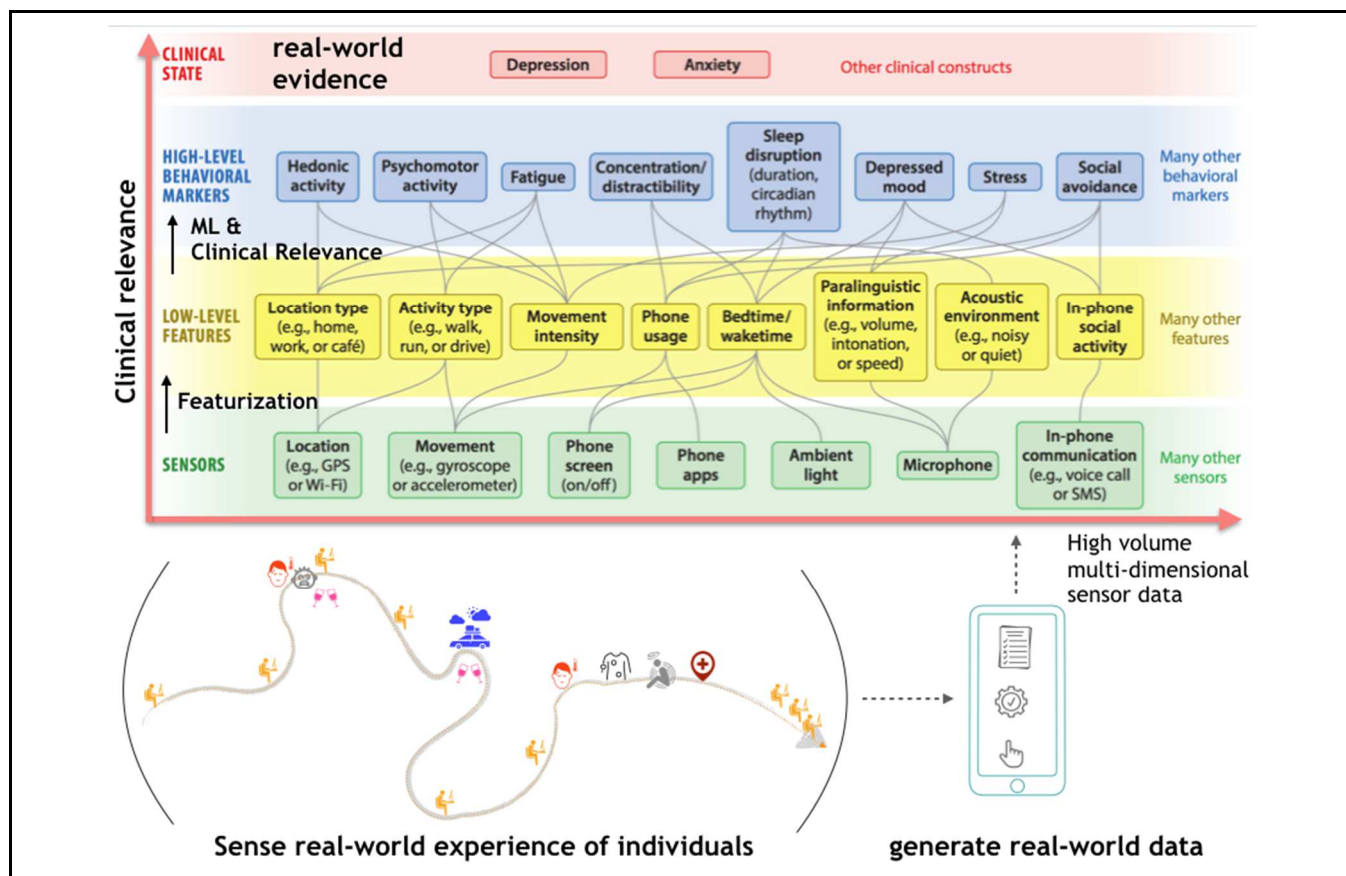 CLINICAL
STATE
real-world
evidence
Depression
Anxiety
Other clinical constructs
Clinical relevance
HIGH-LEVEL
BEHAVIORAL
MARKERS
Hedonic
activity
Psychomotor
activity
Fatigue
Concentration/
distractibility
Sleep
disruption
(duration,
circadian
rhythm)
Depressed
mood
Stress
Social
avoidance
Many other
behavioral
markers
ML &
Clinical Relevance
LOW-LEVEL
FEATURES
Location type
(e.g., home,
work, or café)
Activity type
(e.g., walk,
run, or drive)
Movement
intensity
Phone
usage
Bedtime/
waketime
Paralinguistic
information
(e.g., volume,
intonation,
or speed)
Acoustic
environment
(e.g., noisy
or quiet)
In-phone
social
activity
Many other
features
Featurization
SENSORS
Location
(e.g., GPS
or Wi-Fi)
Movement
(e.g., gyroscope
or accelerometer)
Phone
screen
(on/off)
Phone
apps
Ambient
light
Microphone
In-phone
communication
(e.g., voice call
or SMS)
Many other
sensors
High volume
multi-dimensional
sensor data
Sense real-world experience of individuals
generate real-world data